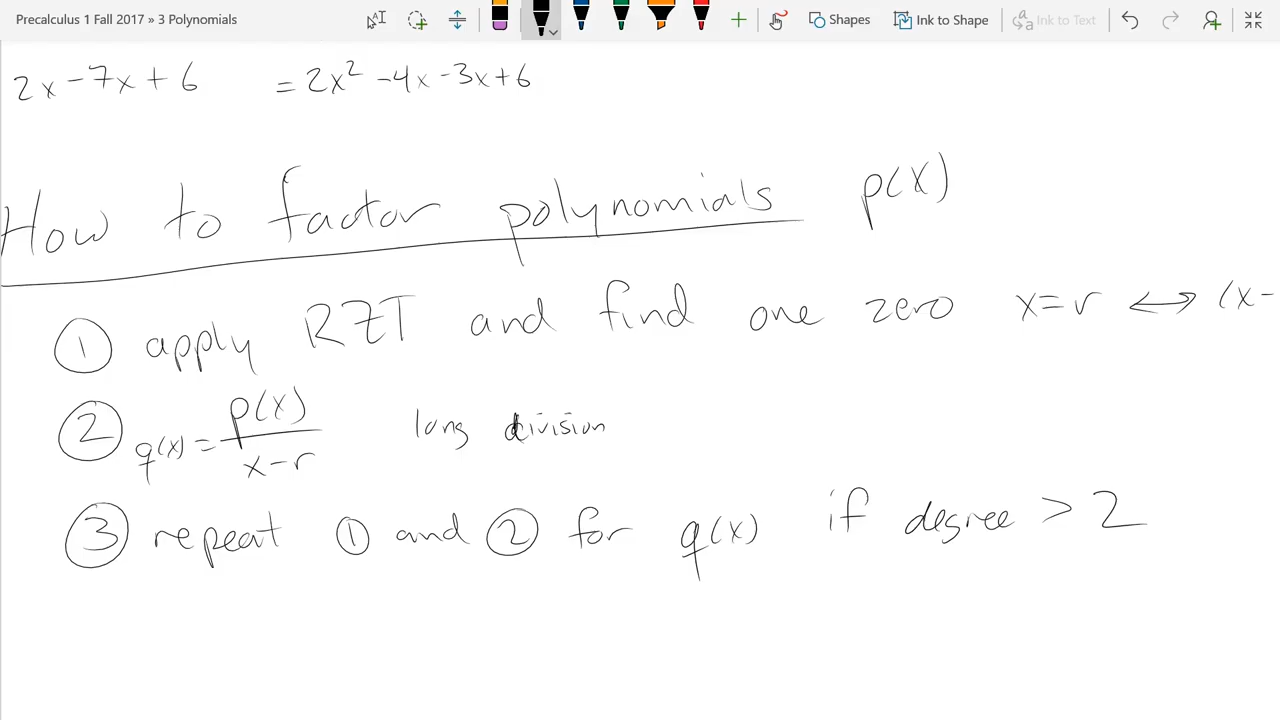 Precalculus 1 Fall 2017 » 3 Polynomials Shapes Ink to Shape Ink to Text
2x -7x + 6 = 2x² -4x -3x+6
How to factor polynomials p(x)
① apply RZT and find one zero x=r ↔ (x-
② q(x) = p(x)/x-r long division
③ repeat ① and ② for q(x) if degree > 2